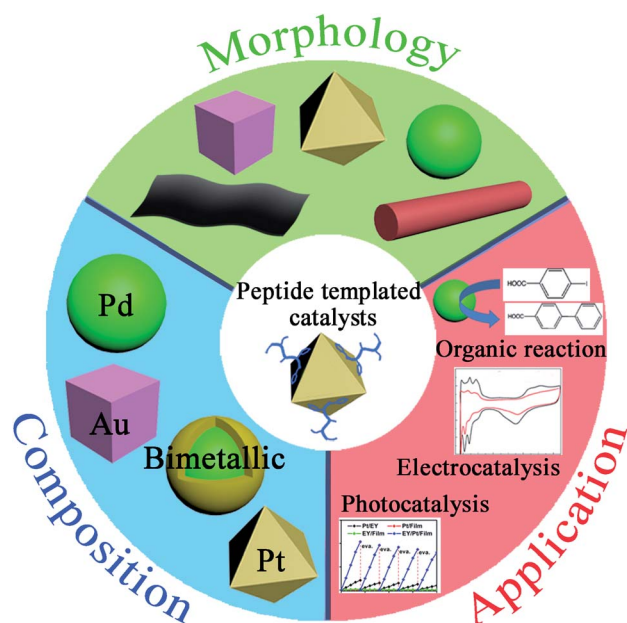 Morphology
Peptide templated
catalysts
Pd
Au
Bimetallic
Pt
Composition
HOOC
I
HOOC
Organic reaction
Electrocatalysis
Photocatalysis
Pt/EY
Pt/Film
EY/Film
EY/Pt/Film
eva. eva. eva. eva.
Application